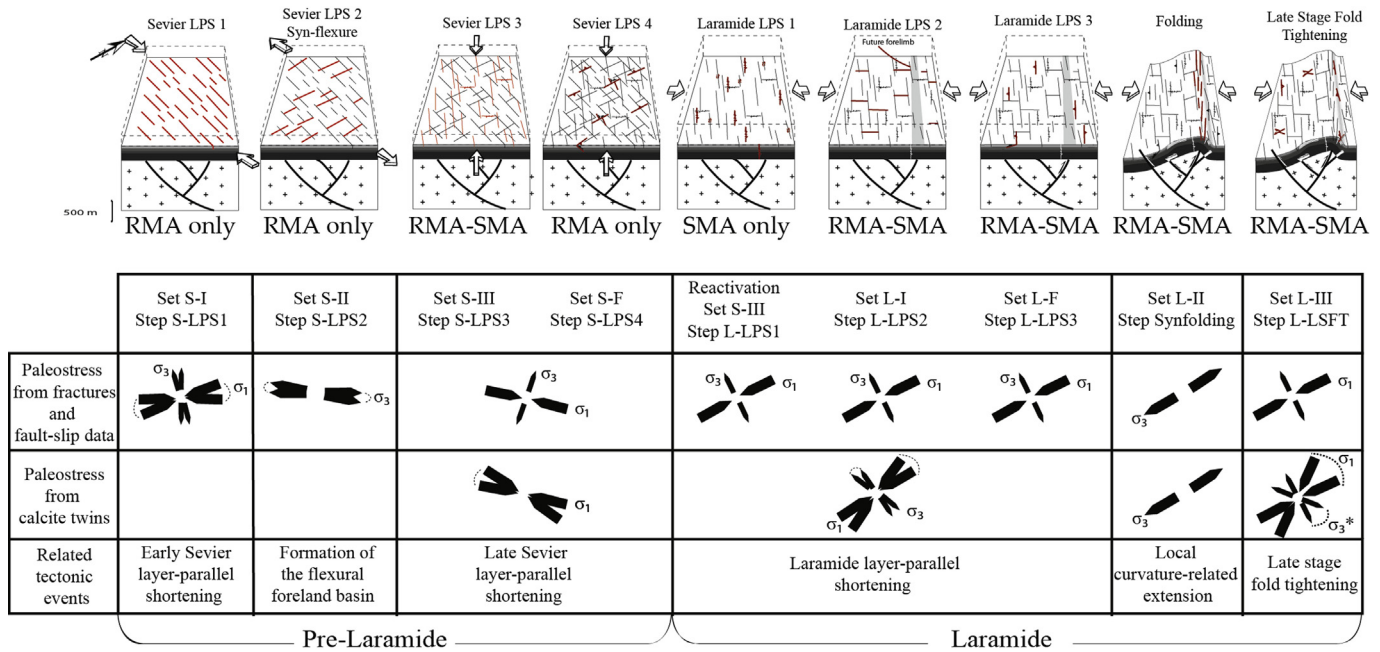 Sevier LPS 1
Sevier LPS 2
Syn-flexure
Sevier LPS 3
Sevier LPS 4
Laramide LPS 1
Laramide LPS 2
Laramide LPS 3
Folding
Late Stage Fold
Tightening
Future forelimb
500 m
RMA only
RMA only
RMA-SMA
RMA only
SMA only
RMA-SMA
RMA-SMA
RMA-SMA
RMA-SMA
Set S-I
Step S-LPS1
Set S-II
Step S-LPS2
Set S-III
Step S-LPS3
Set S-F
Step S-LPS4
Reactivation
Set S-III
Step L-LPS1
Set L-I
Step L-LPS2
Set L-F
Step L-LPS3
Set L-II
Step Synfolding
Set L-III
Step L-LSFT
Paleostress
from fractures
and
fault-slip data
σ3
σ1
σ3
σ3
σ1
σ3
σ1
σ3
σ1
σ3
σ1
σ3
σ3
σ1
Paleostress
from
calcite twins
σ1
σ1
σ3
σ3
σ1
σ3*
Related
tectonic
events
Early Sevier
layer-parallel
shortening
Formation of
the flexural
foreland basin
Late Sevier
layer-parallel
shortening
Laramide layer-parallel
shortening
Local
curvature-related
extension
Late stage
fold tightening
Pre-Laramide
Laramide